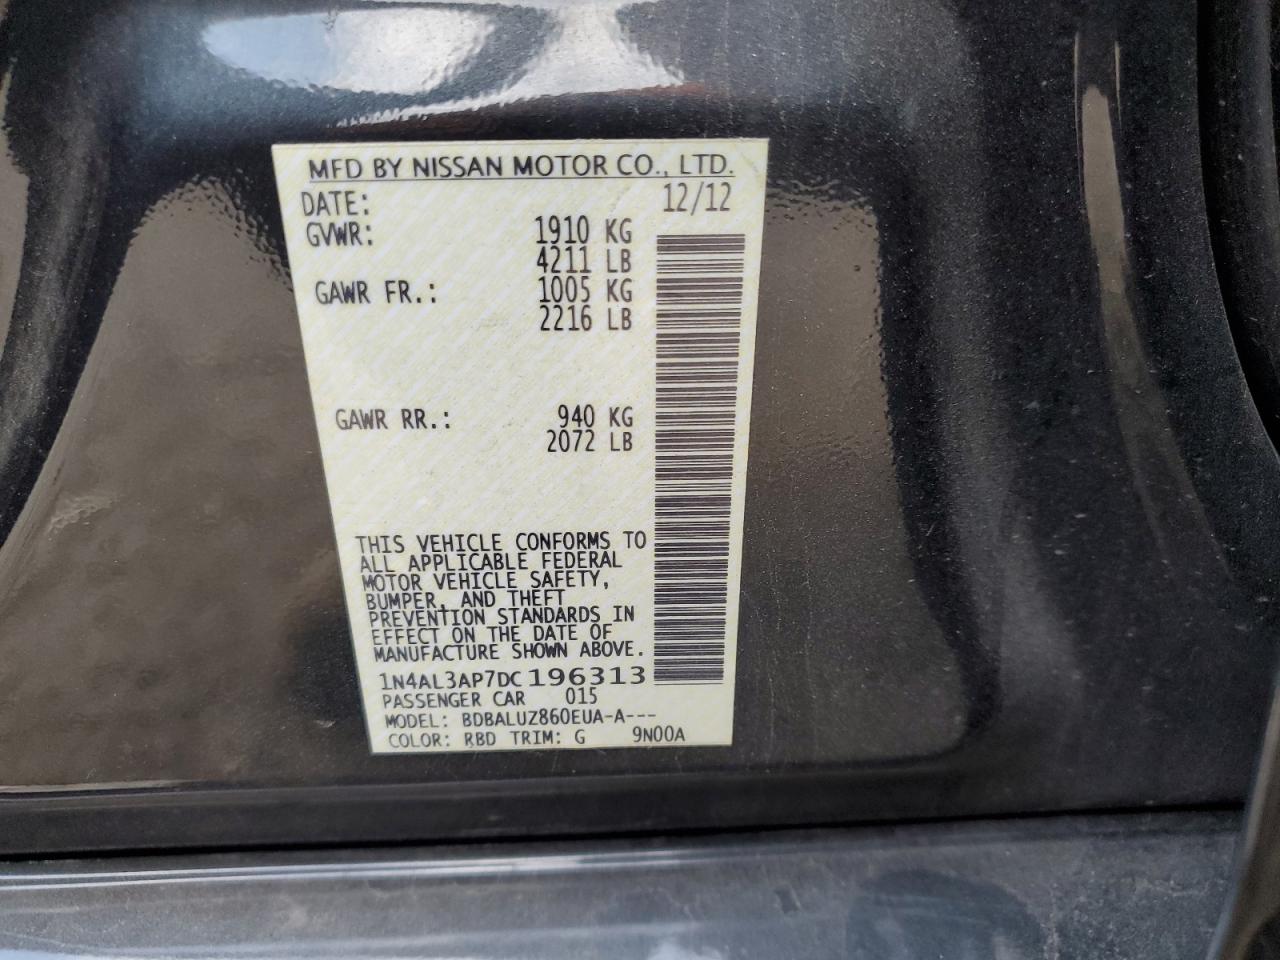 MFD BY NISSAN MOTOR CO., LTD.
DATE: 12/12
GVWR: 1910 KG
4211 LB
GAWR FR.: 1005 KG
2216 LB
GAWR RR.: 940 KG
2072 LB
THIS VEHICLE CONFORMS TO
ALL APPLICABLE FEDERAL
MOTOR VEHICLE SAFETY,
BUMPER, AND THEFT
PREVENTION STANDARDS IN
EFFECT ON THE DATE OF
MANUFACTURE SHOWN ABOVE.
1N4AL3AP7DC196313
PASSENGER CAR 015
MODEL: BDBALUZ860EUA-A---
COLOR: RBD TRIM: G 9N00A